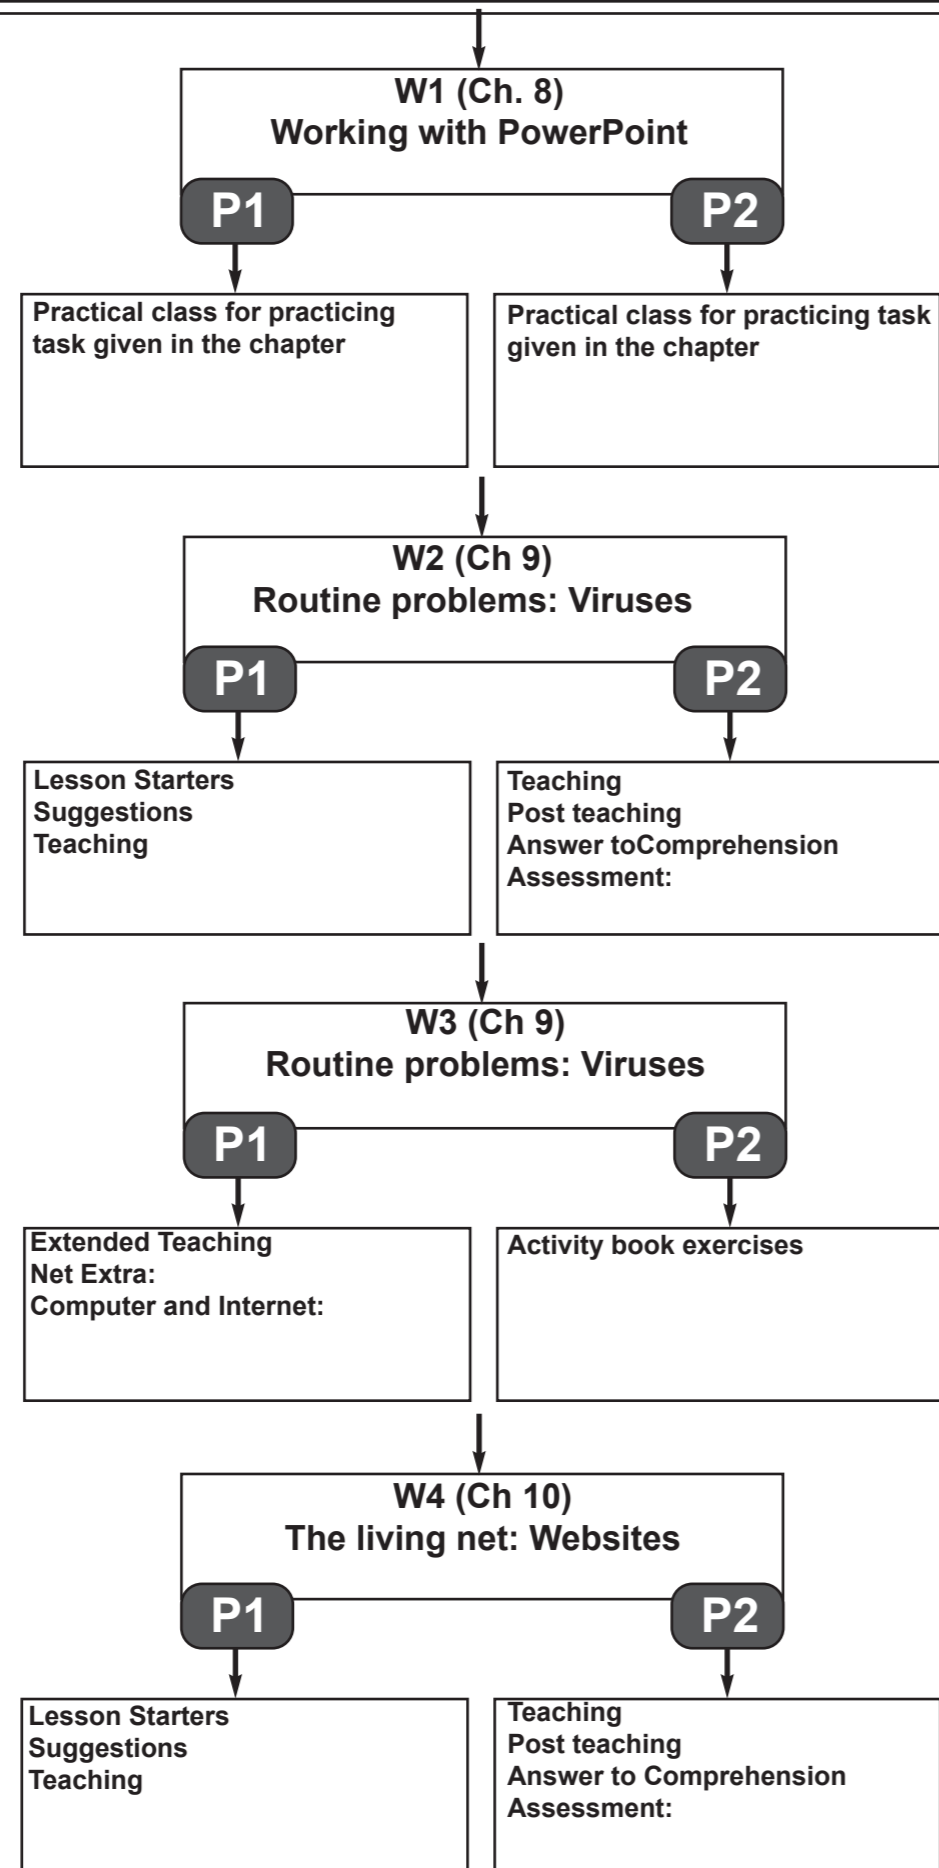 W1 (Ch. 8)
Working with PowerPoint
P1
P2
Practical class for practicing
task given in the chapter
Practical class for practicing task
given in the chapter
W2 (Ch 9)
Routine problems: Viruses
P1
P2
Lesson Starters
Suggestions
Teaching
Teaching
Post teaching
Answer toComprehension
Assessment:
W3 (Ch 9)
Routine problems: Viruses
P1
P2
Extended Teaching
Net Extra:
Computer and Internet:
Activity book exercises
W4 (Ch 10)
The living net: Websites
P1
P2
Lesson Starters
Suggestions
Teaching
Teaching
Post teaching
Answer to Comprehension
Assessment: